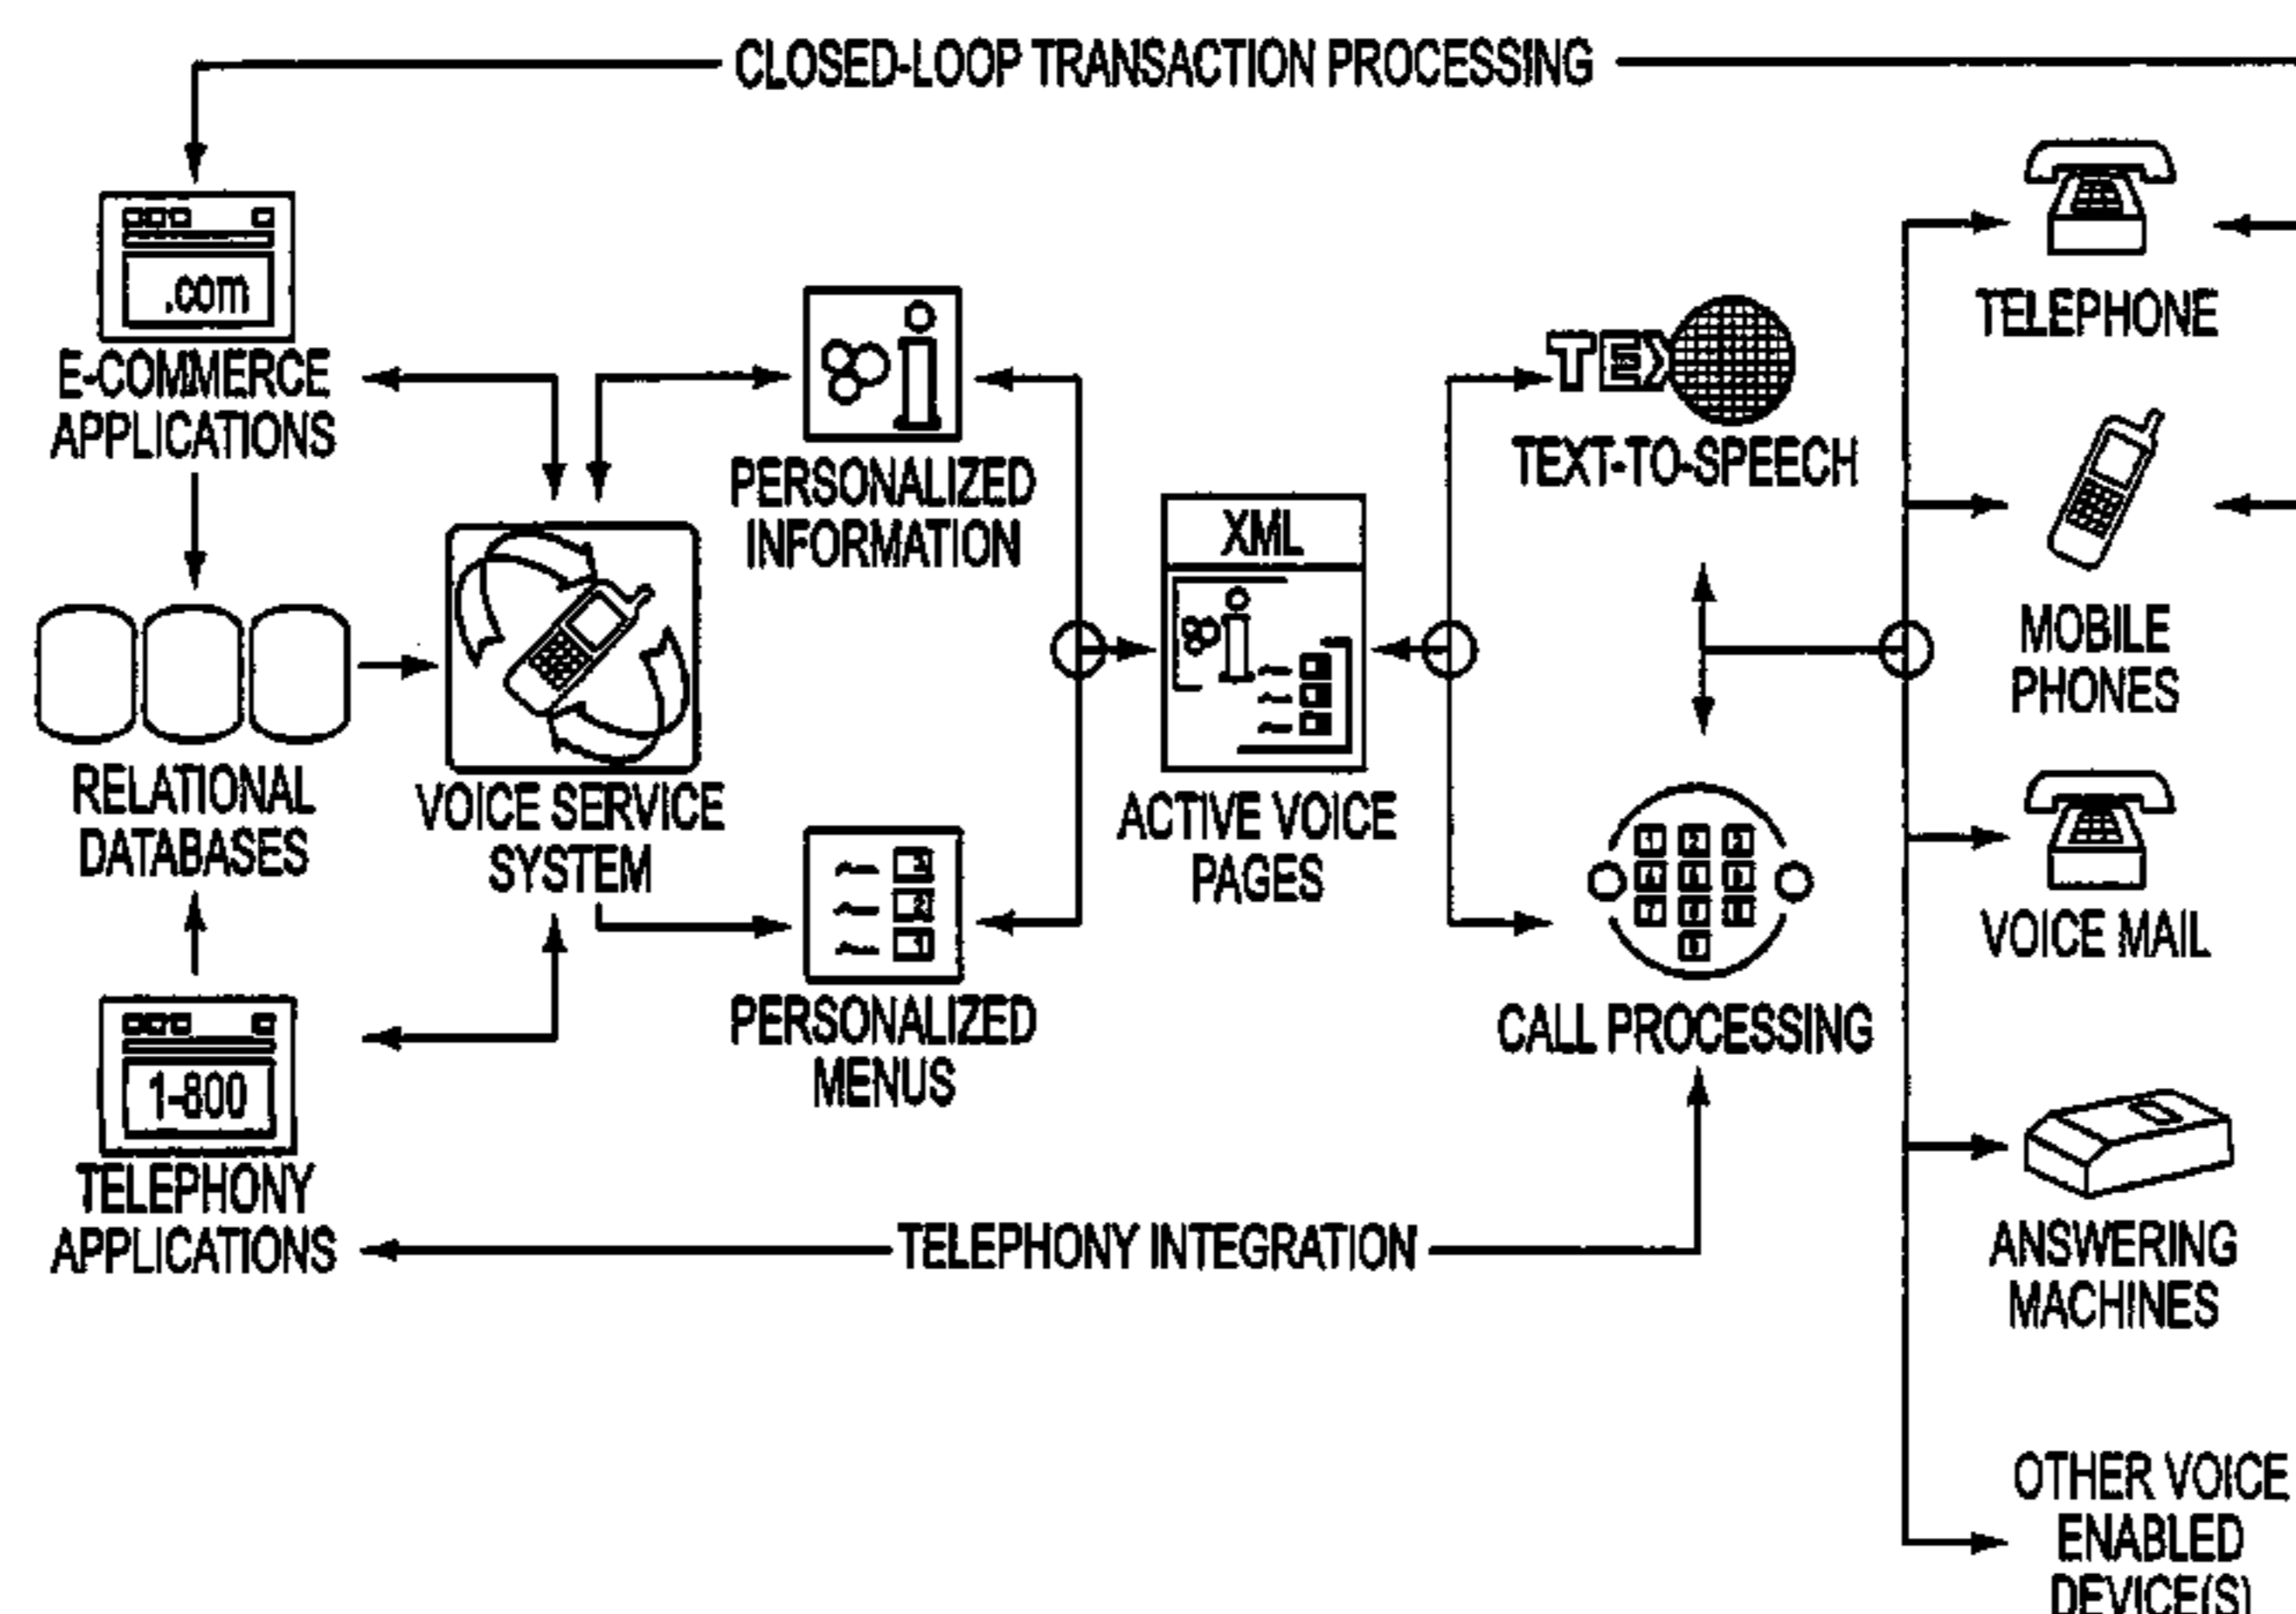 CLOSED-LOOP TRANSACTION PROCESSING
.com
E-COMMERCE
APPLICATIONS
PERSONALIZED
INFORMATION
TEX
TEXT-TO-SPEECH
TELEPHONE
XML
MOBILE
PHONES
RELATIONAL
DATABASES
VOICE SERVICE
SYSTEM
ACTIVE VOICE
PAGES
VOICE MAIL
PERSONALIZED
MENUS
CALL PROCESSING
1-800
TELEPHONY
APPLICATIONS
TELEPHONY INTEGRATION
ANSWERING
MACHINES
OTHER VOICE
ENABLED
DEVICE(S)